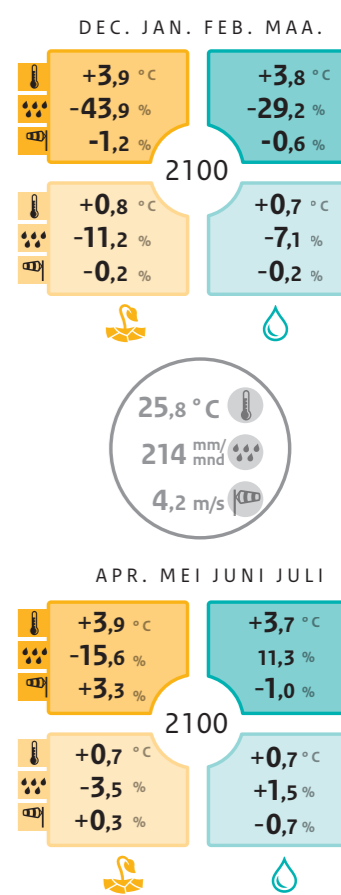 DEC. JAN. FEB. MAA.
+3,9 °C +3,8 °C
-43,9 % -29,2 %
-1,2 % -0,6 %
2100
+0,8 °C +0,7 °C
-11,2 % -7,1 %
-0,2 % -0,2 %
25,8 °C
214 mm/mnd
4,2 m/s
APR. MEI JUNI JULI
+3,9 °C +3,7 °C
-15,6 % 11,3 %
+3,3 % -1,0 %
2100
+0,7 °C +0,7 °C
-3,5 % +1,5 %
+0,3 % -0,7 %